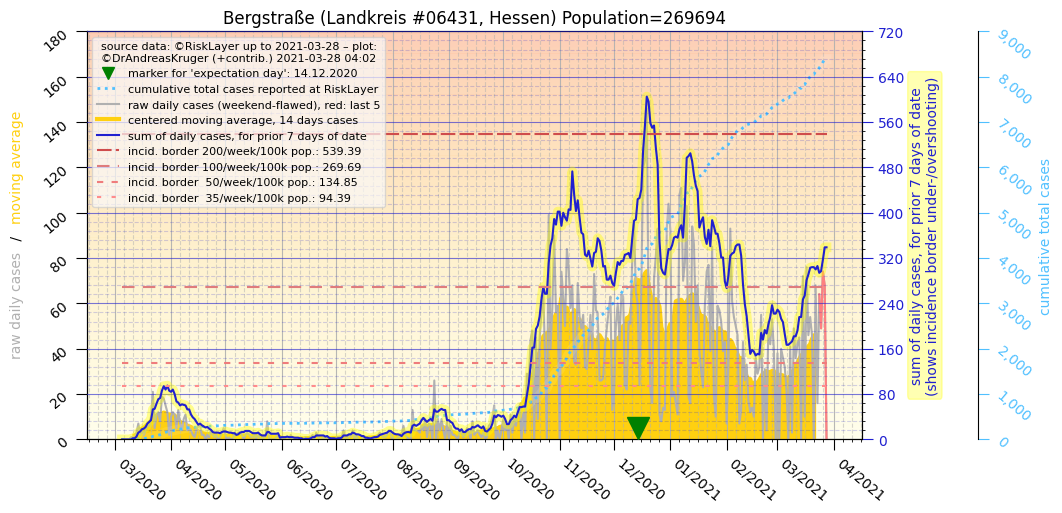 Bergstraße (Landkreis #06431, Hessen) Population=269694
source data: ©RiskLayer up to 2021-03-28 – plot:
©DrAndreasKruger (+contrib.) 2021-03-28 04:02
marker for 'expectation day': 14.12.2020
cumulative total cases reported at RiskLayer
raw daily cases (weekend-flawed), red: last 5
centered moving average, 14 days cases
sum of daily cases, for prior 7 days of date
incid. border 200/week/100k pop.: 539.39
incid. border 100/week/100k pop.: 269.69
incid. border  50/week/100k pop.: 134.85
incid. border  35/week/100k pop.: 94.39
raw daily cases / moving average
180
160
140
120
100
80
60
40
20
0
03/2020
04/2020
05/2020
06/2020
07/2020
08/2020
09/2020
10/2020
11/2020
12/2020
01/2021
02/2021
03/2021
04/2021
720
640
560
480
400
320
240
160
80
0
sum of daily cases, for prior 7 days of date
(shows incidence border under-/overshooting)
9,000
8,000
7,000
6,000
5,000
4,000
3,000
2,000
1,000
0
cumulative total cases